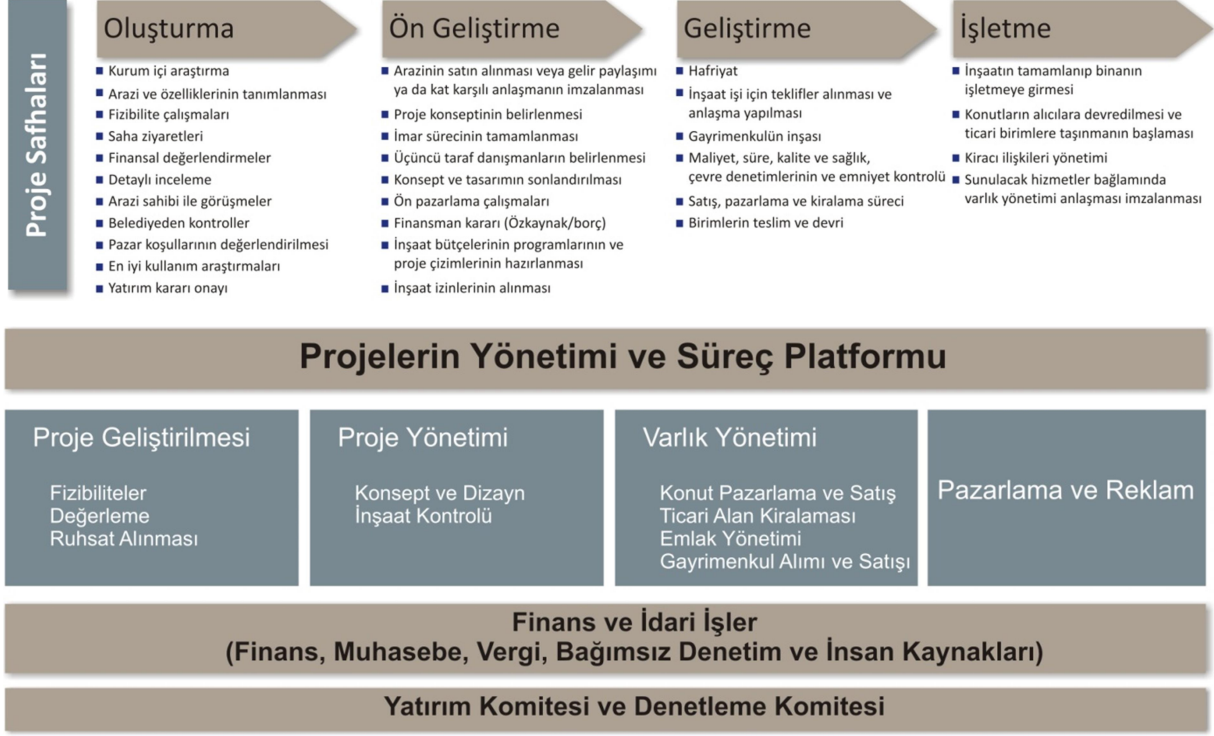 Proje Safhaları
Oluşturma
Kurum içi araştırma
Arazi ve özelliklerinin tanımlanması
Fizibilite çalışmaları
Saha ziyaretleri
Finansal değerlendirmeler
Detaylı inceleme
Arazi sahibi ile görüşmeler
Belediyeden kontroller
Pazar koşullarının değerlendirilmesi
En iyi kullanım araştırmaları
Yatırım kararı onayı
Ön Geliştirme
Arazinin satın alınması veya gelir paylaşımı
ya da kat karşılı anlaşmanın imzalanması
Proje konseptinin belirlenmesi
İmar sürecinin tamamlanması
Üçüncü taraf danışmanların belirlenmesi
Konsept ve tasarımın sonlandırılması
Ön pazarlama çalışmaları
Finansman kararı (Özkaynak/borç)
İnşaat bütçelerinin programlarının ve
proje çizimlerinin hazırlanması
İnşaat izinlerinin alınması
Geliştirme
Hafriyat
İnşaat işi için teklifler alınması ve
anlaşma yapılması
Gayrimenkulün inşası
Maliyet, süre, kalite ve sağlık,
çevre denetimlerinin ve emniyet kontrolü
Satış, pazarlama ve kiralama süreci
Birimlerin teslim ve devri
İşletme
İnşaatın tamamlanıp binanın
işletmeye girmesi
Konutların alıcılara devredilmesi ve
ticari birimlere taşınmanın başlaması
Kiracı ilişkileri yönetimi
Sunulacak hizmetler bağlamında
varlık yönetimi anlaşması imzalanması
Projelerin Yönetimi ve Süreç Platformu
Proje Geliştirilmesi
Fizibiliteler
Değerleme
Ruhsat Alınması
Proje Yönetimi
Konsept ve Dizayn
İnşaat Kontrolü
Varlık Yönetimi
Konut Pazarlama ve Satış
Ticari Alan Kiralaması
Emlak Yönetimi
Gayrimenkul Alımı ve Satışı
Pazarlama ve Reklam
Finans ve İdari İşler
(Finans, Muhasebe, Vergi, Bağımsız Denetim ve İnsan Kaynakları)
Yatırım Komitesi ve Denetleme Komitesi